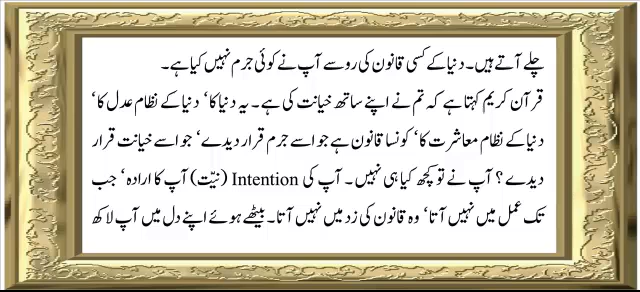 چلے آتے ہیں۔ دنیا کے کسی قانون کی رو سے آپ نے کوئی جرم نہیں کیا ہے۔
قرآن کریم کہتا ہے کہ تم نے اپنے ساتھ خیانت کی ہے۔ یہ دنیا کا‘ دنیا کے نظام عدل کا‘
دنیا کے نظام معاشرت کا‘ کونسا قانون ہے جو اسے جرم قرار دیدے‘ جو اسے خیانت قرار
دیدے؟ آپ نے تو کچھ کیا ہی نہیں۔ آپ کی Intention (نیّت) آپ کا ارادہ‘ جب
تک عمل میں نہیں آتا‘ وہ قانون کی زد میں نہیں آتا۔ بیٹھے ہوئے اپنے دل میں آپ لاکھ